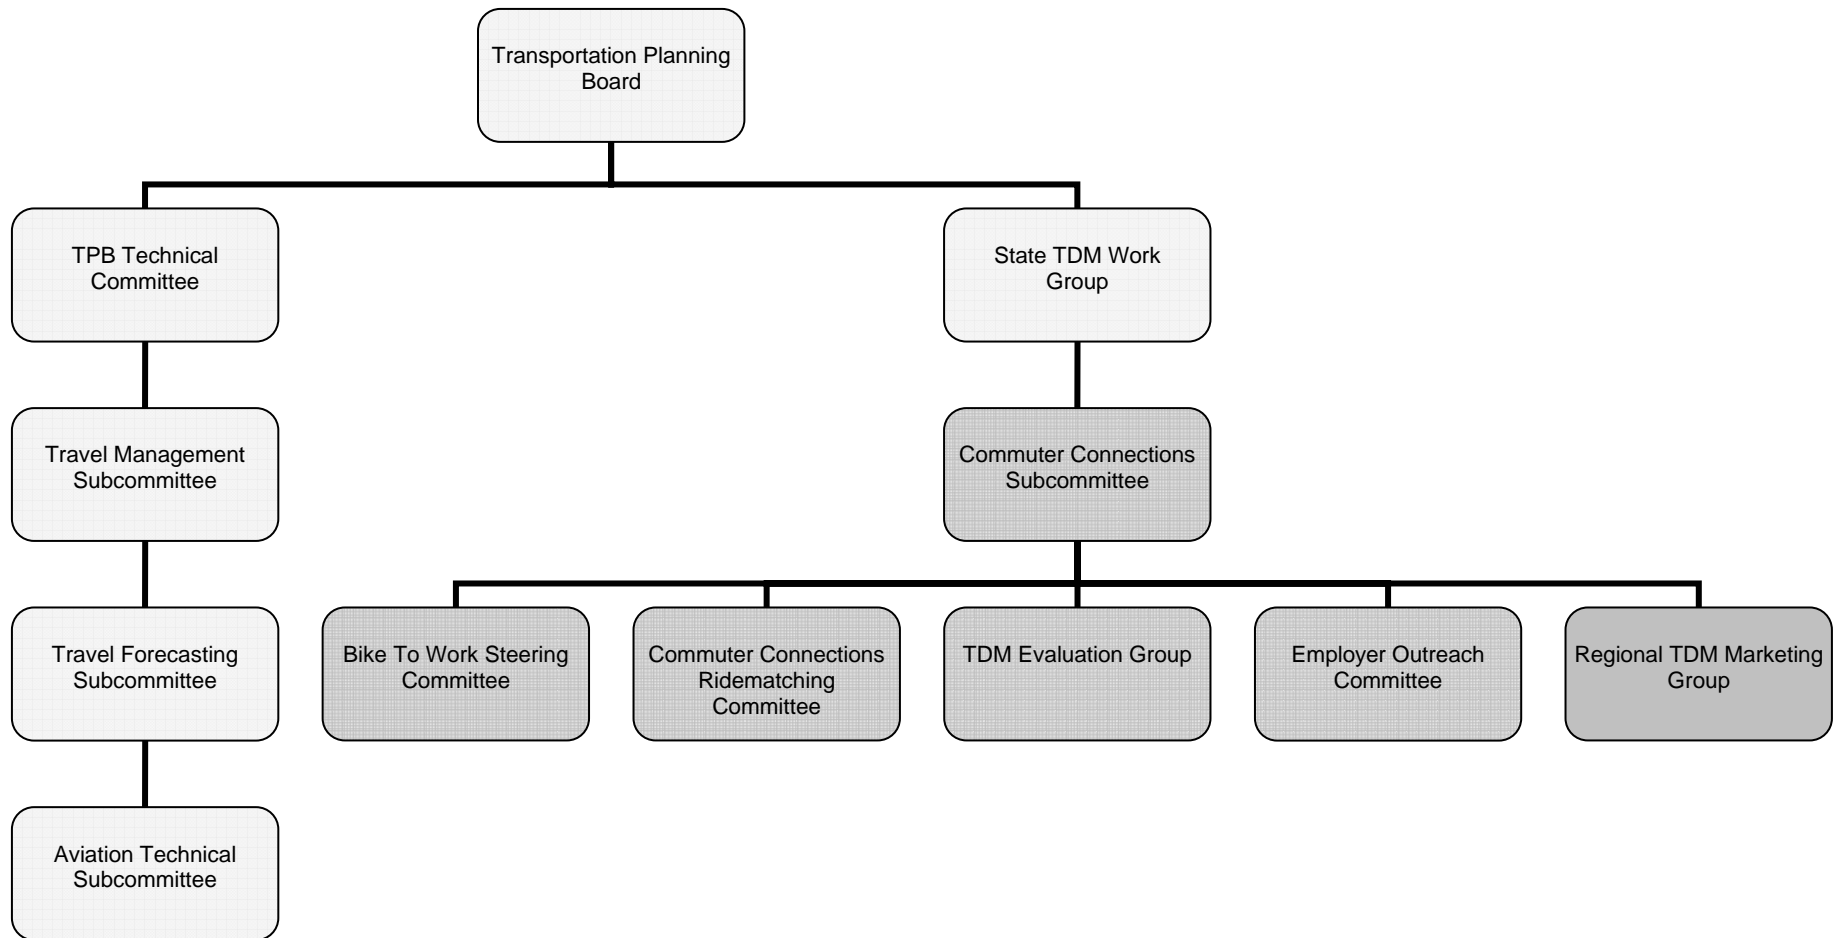 Transportation Planning
Board
TPB Technical
Committee
State TDM Work
Group
Travel Management
Subcommittee
Commuter Connections
Subcommittee
Travel Forecasting
Subcommittee
Bike To Work Steering
Committee
Commuter Connections
Ridematching
Committee
TDM Evaluation Group
Employer Outreach
Committee
Regional TDM Marketing
Group
Aviation Technical
Subcommittee